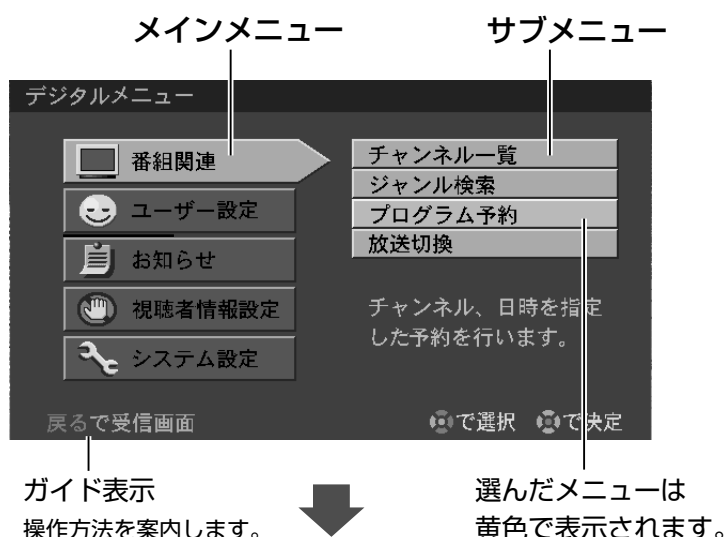 メインメニュー
サブメニュー
デジタルメニュー
番組関連
ユーザー設定
お知らせ
視聴者情報設定
システム設定
チャンネル一覧
ジャンル検索
プログラム予約
放送切換
チャンネル、日時を指定
した予約を行います。
戻るで受信画面
で選択
で決定
ガイド表示
操作方法を案内します。
選んだメニューは
黄色で表示されます。